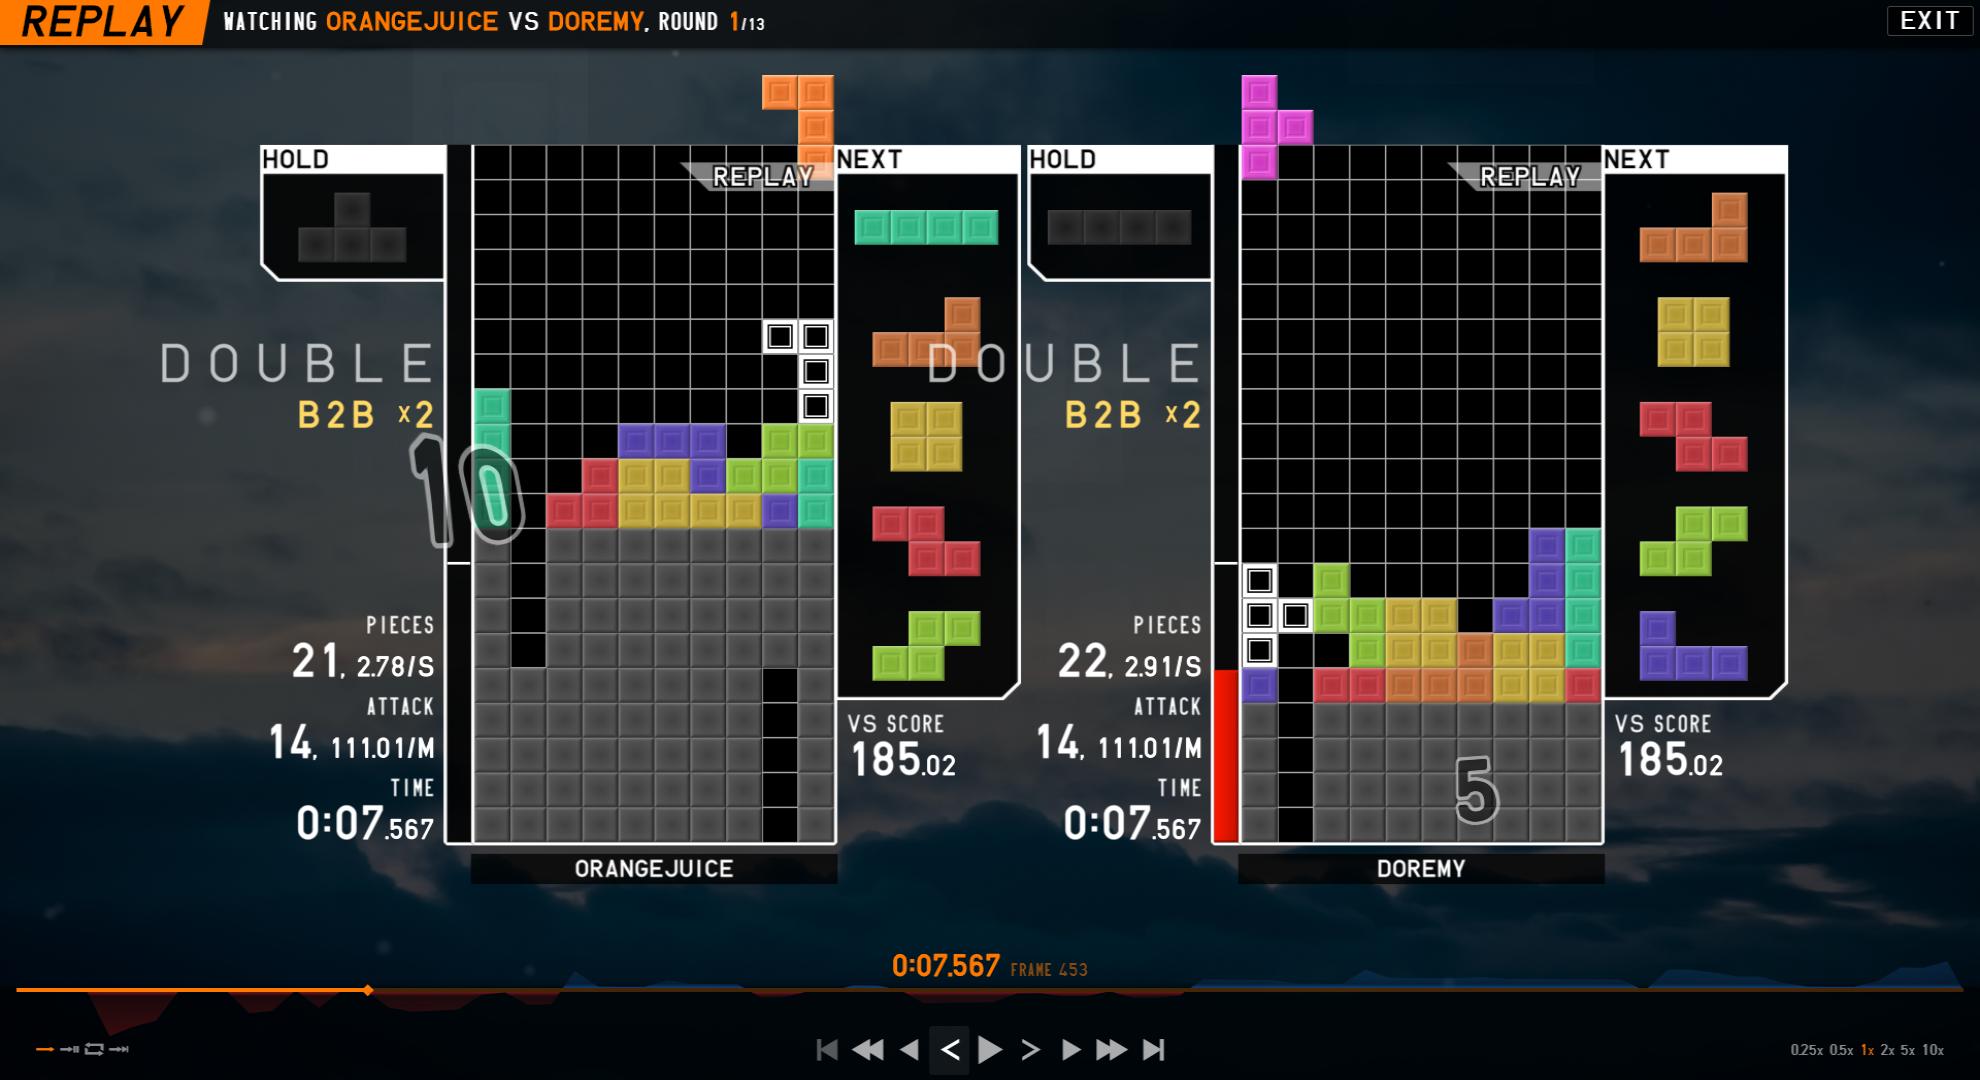 REPLAY
WATCHING ORANGEJUICE VS DOREMY, ROUND 1/13
EXIT
HOLD
REPLAY
NEXT
DOUBLE
B2B x2
10
PIECES
21, 2.78/S
ATTACK
14, 111.01/M
TIME
0:07.567
VS SCORE
185.02
ORANGEJUICE
HOLD
REPLAY
NEXT
DOUBLE
B2B x2
PIECES
22, 2.91/S
ATTACK
14, 111.01/M
TIME
0:07.567
5
VS SCORE
185.02
DOREMY
0:07.567 FRAME 453
0.25x 0.5x 1x 2x 5x 10x